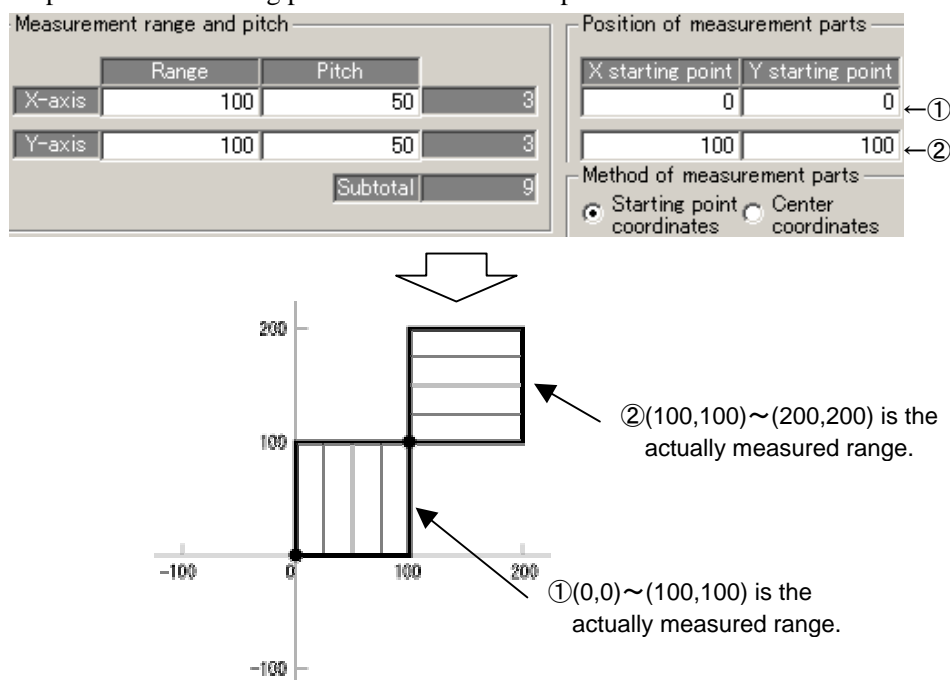 Measurement range and pitch
Range Pitch
X-axis 100 50 3
Y-axis 100 50 3
Subtotal 9
Position of measurement parts
X starting point Y starting point
0 0 ←①
100 100 ←②
Method of measurement parts
Starting point coordinates
Center coordinates
200
100
②(100,100)～(200,200) is the
actually measured range.
-100 0 100 200
①(0,0)～(100,100) is the
actually measured range.
-100